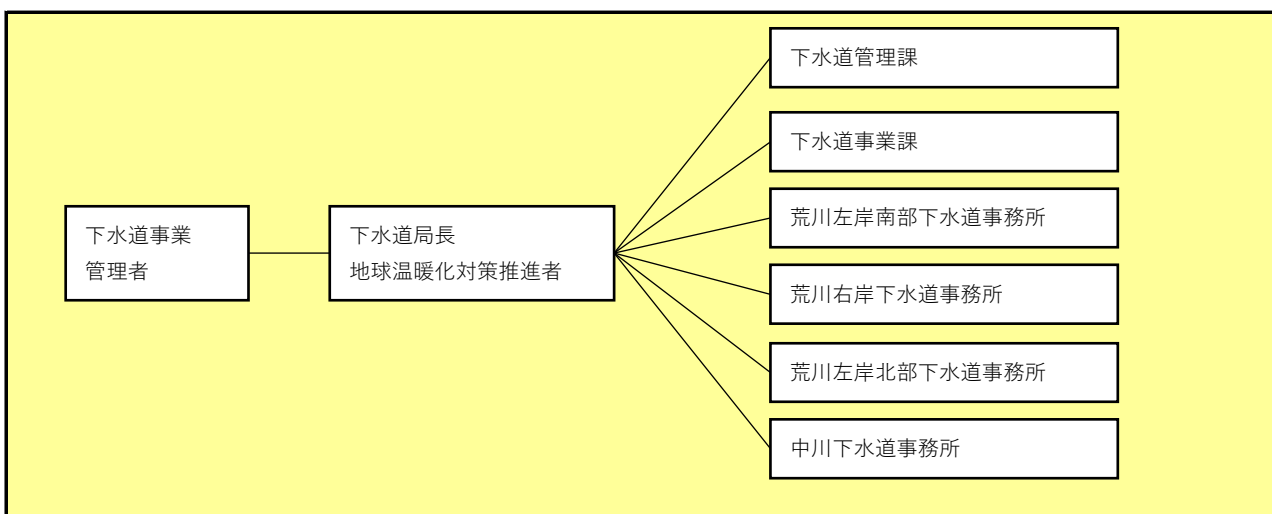 下水道事業
管理者
下水道局長
地球温暖化対策推進者
下水道管理課
下水道事業課
荒川左岸南部下水道事務所
荒川右岸下水道事務所
荒川左岸北部下水道事務所
中川下水道事務所